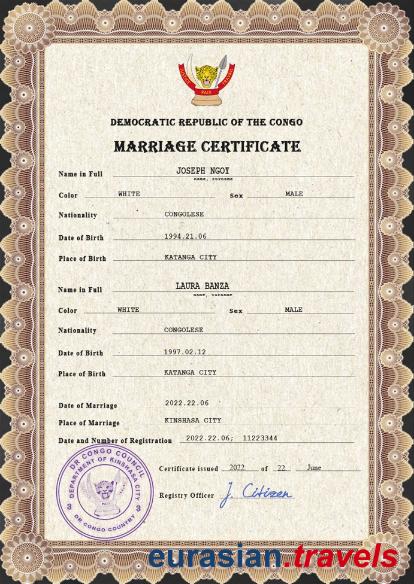 DEMOCRATIC REPUBLIC OF THE CONGO
MARRIAGE CERTIFICATE
Name in Full JOSEPH NGOY
name, surname
Color WHITE Sex MALE
Nationality CONGOLESE
Date of Birth 1994.21.06
Place of Birth KATANGA CITY
Name in Full LAURA BANZA
name, surname
Color WHITE Sex MALE
Nationality CONGOLESE
Date of Birth 1997.02.12
Place of Birth KATANGA CITY
Date of Marriage 2022.22.06
Place of Marriage KINSHASA CITY
Date and Number of Registration 2022.22.06; 11223344
Certificate issued 2022 of 22 June
Registry Officer J. Citizen
DR CONGO COUNCIL
DEPARTMENT OF KINSHASA CITY
DR CONGO COUNTRY
eurasian.travels